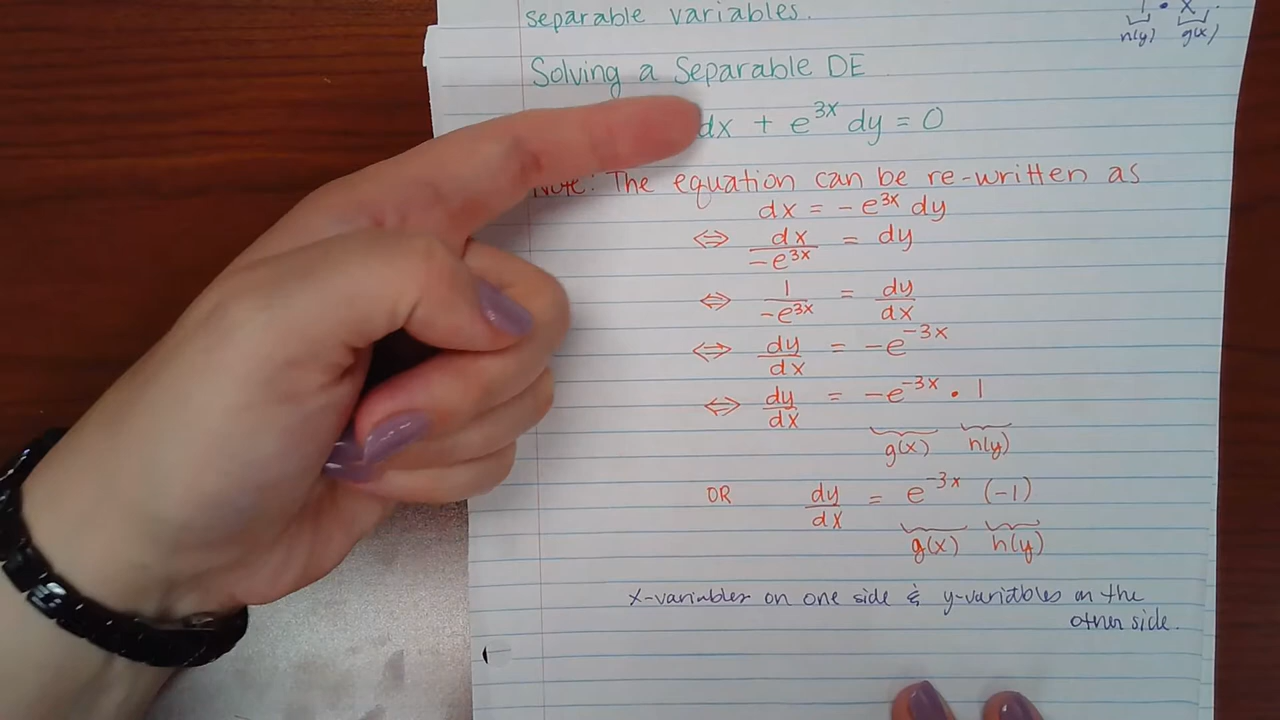 separable variables.
x
h(y) g(x)
Solving a Separable DE
dx + e^{3x} dy = 0
Note: The equation can be re-written as
dx = -e^{3x} dy
⇔ dx/-e^{3x} = dy
⇔ 1/-e^{3x} = dy/dx
⇔ dy/dx = -e^{-3x}
⇔ dy/dx = -e^{-3x} • 1
g(x) h(y)
OR dy/dx = e^{-3x} (-1)
g(x) h(y)
x-variables on one side & y-variables on the
other side.